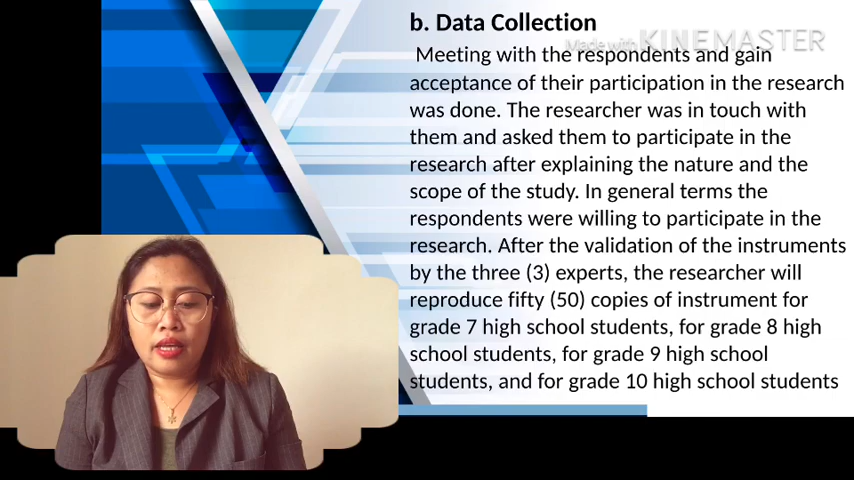 b. Data Collection
Made with KINEMASTER
Meeting with the respondents and gain
acceptance of their participation in the research
was done. The researcher was in touch with
them and asked them to participate in the
research after explaining the nature and the
scope of the study. In general terms the
respondents were willing to participate in the
research. After the validation of the instruments
by the three (3) experts, the researcher will
reproduce fifty (50) copies of instrument for
grade 7 high school students, for grade 8 high
school students, for grade 9 high school
students, and for grade 10 high school students